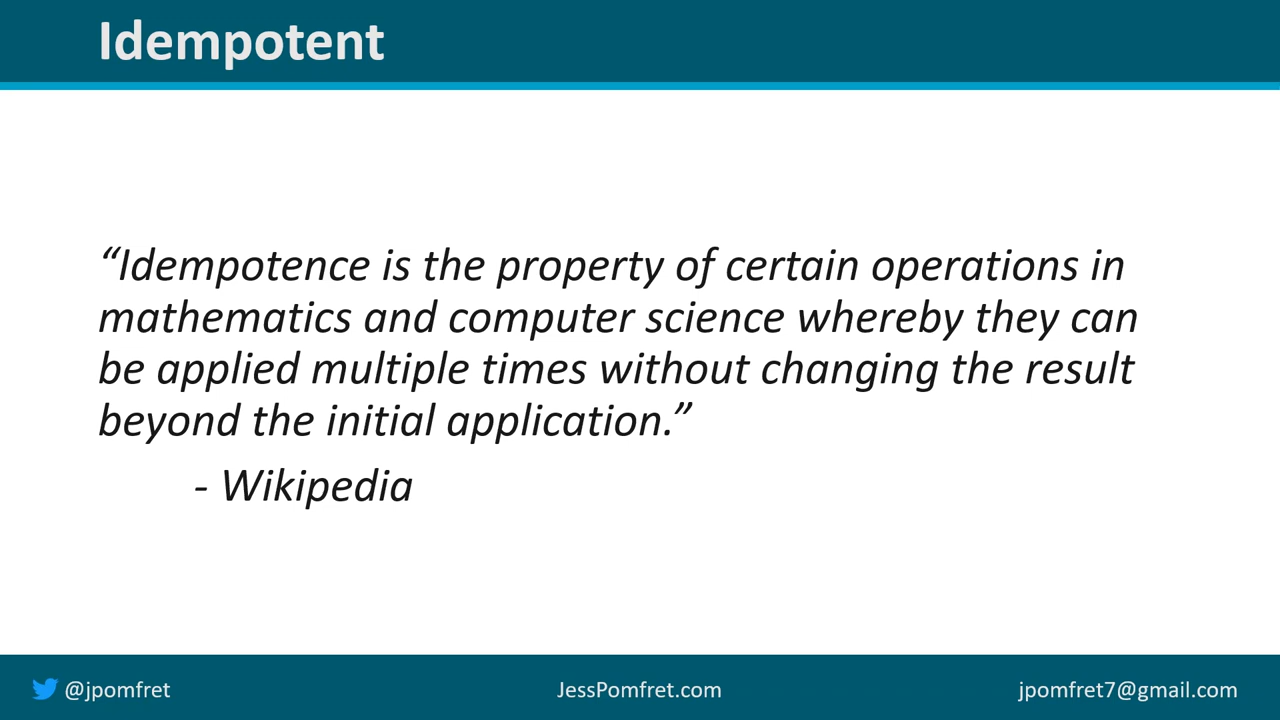 Idempotent
“Idempotence is the property of certain operations in
mathematics and computer science whereby they can
be applied multiple times without changing the result
beyond the initial application.”
- Wikipedia
@jpomfret
JessPomfret.com
jpomfret7@gmail.com